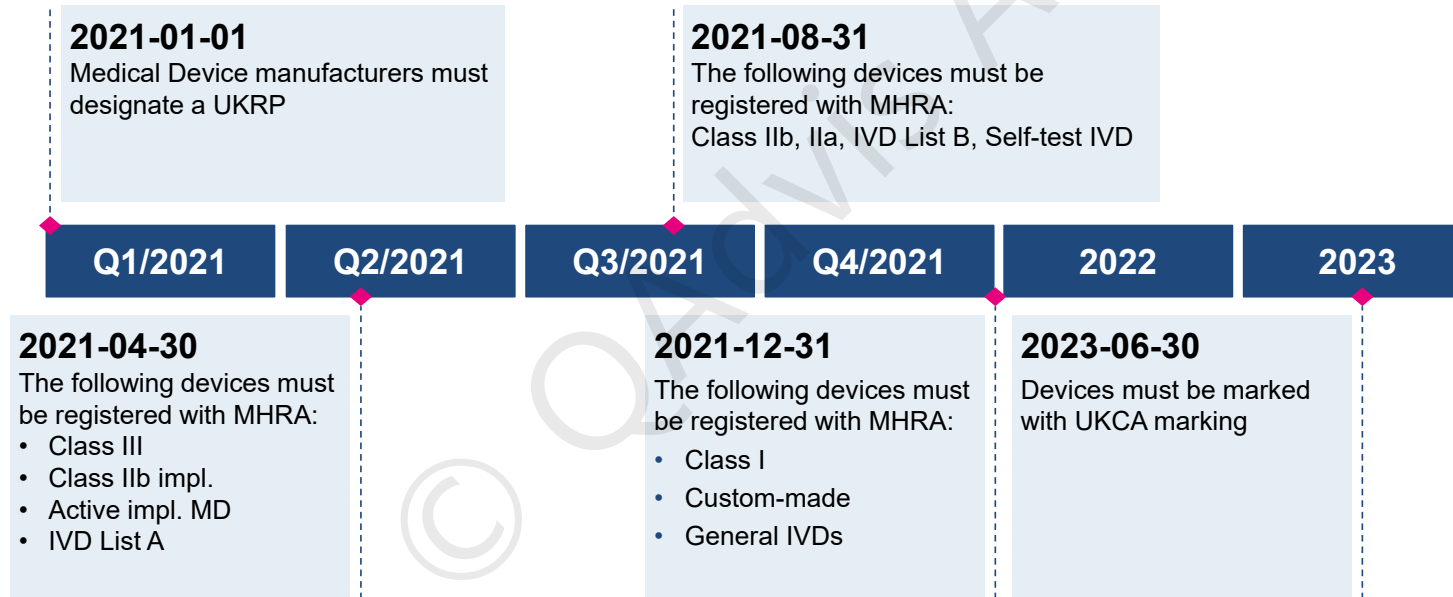 2021-01-01
Medical Device manufacturers must
designate a UKRP
2021-08-31
The following devices must be
registered with MHRA:
Class IIb, IIa, IVD List B, Self-test IVD
Q1/2021
Q2/2021
Q3/2021
Q4/2021
2022
2023
2021-04-30
The following devices must
be registered with MHRA:
• Class III
• Class IIb impl.
• Active impl. MD
• IVD List A
2021-12-31
The following devices must
be registered with MHRA:
• Class I
• Custom-made
• General IVDs
2023-06-30
Devices must be marked
with UKCA marking
© QAdvis A